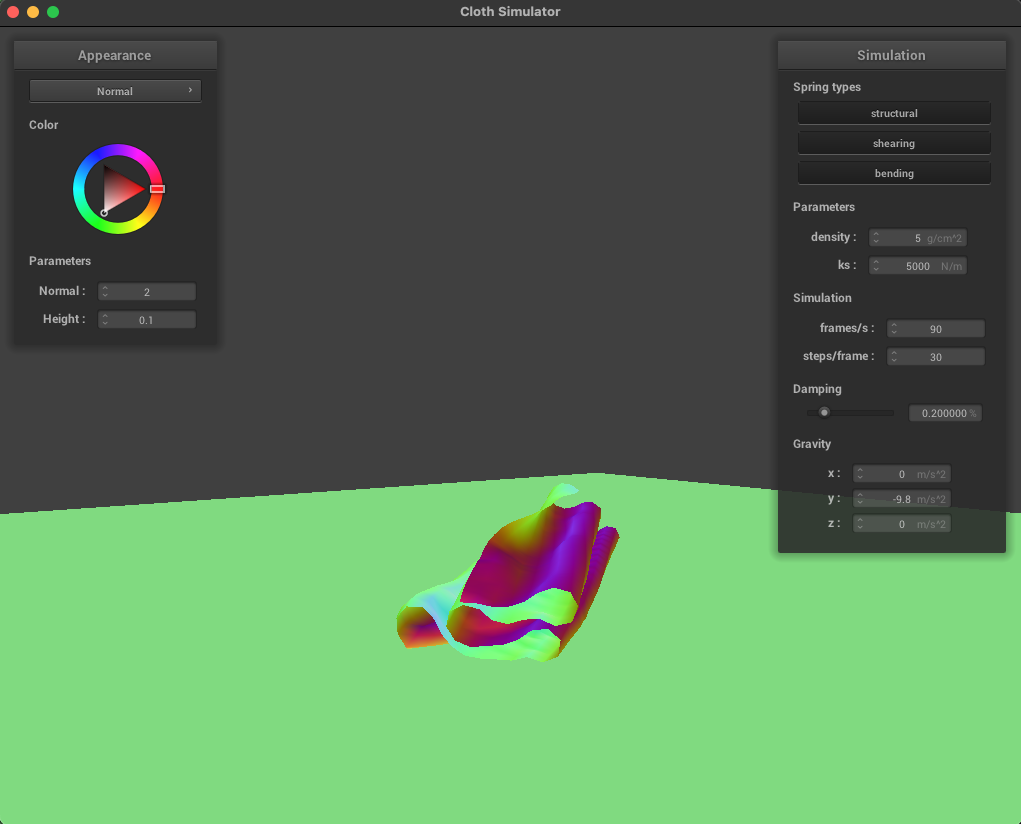 Cloth Simulator
Appearance
Normal
Color
Parameters
Normal : 2
Height : 0.1
Simulation
Spring types
structural
shearing
bending
Parameters
density : 5 g/cm^2
ks : 5000 N/m
Simulation
frames/s : 90
steps/frame : 30
Damping
0.200000 %
Gravity
x : 0 m/s^2
y : -9.8 m/s^2
z : 0 m/s^2